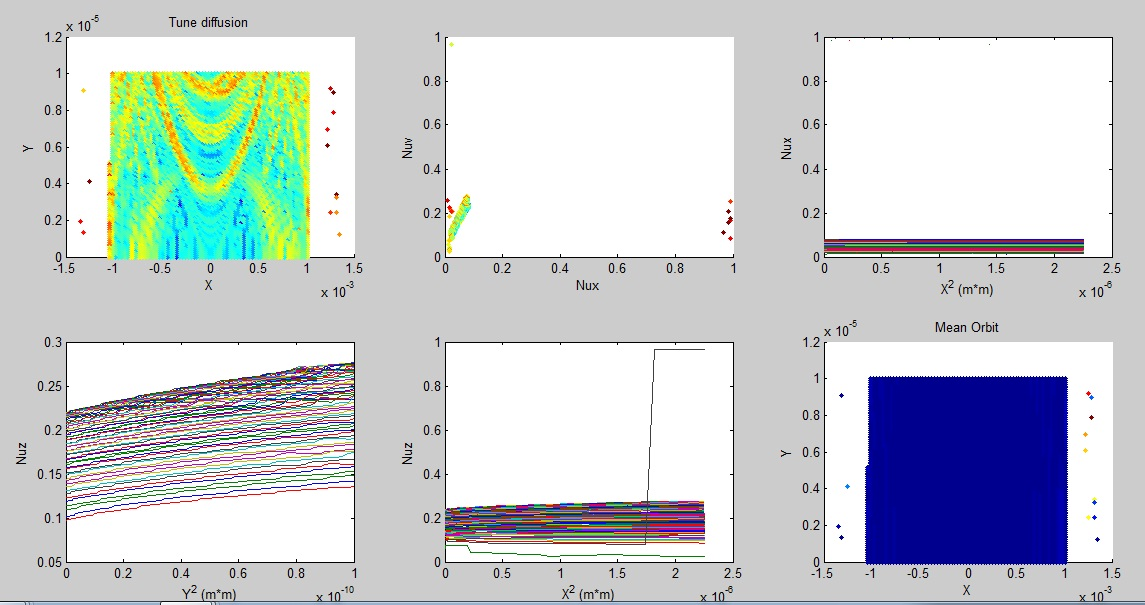 Tune diffusion
x 10^-5
1.2
1
0.8
0.6
0.4
0.2
0
Y
-1.5 -1 -0.5 0 0.5 1 1.5
X
x 10^-3
1
0.8
0.6
0.4
0.2
0
Nuv
0 0.2 0.4 0.6 0.8 1
Nux
1
0.8
0.6
0.4
0.2
0
Nux
0 0.5 1 1.5 2 2.5
X^2 (m*m)
x 10^-6
0.3
0.25
0.2
0.15
0.1
0.05
Nuz
0 0.2 0.4 0.6 0.8 1
Y^2 (m*m)
x 10^-10
1
0.8
0.6
0.4
0.2
0
Nuz
0 0.5 1 1.5 2 2.5
X^2 (m*m)
x 10^-6
Mean Orbit
x 10^-5
1.2
1
0.8
0.6
0.4
0.2
0
Y
-1.5 -1 -0.5 0 0.5 1 1.5
X
x 10^-3